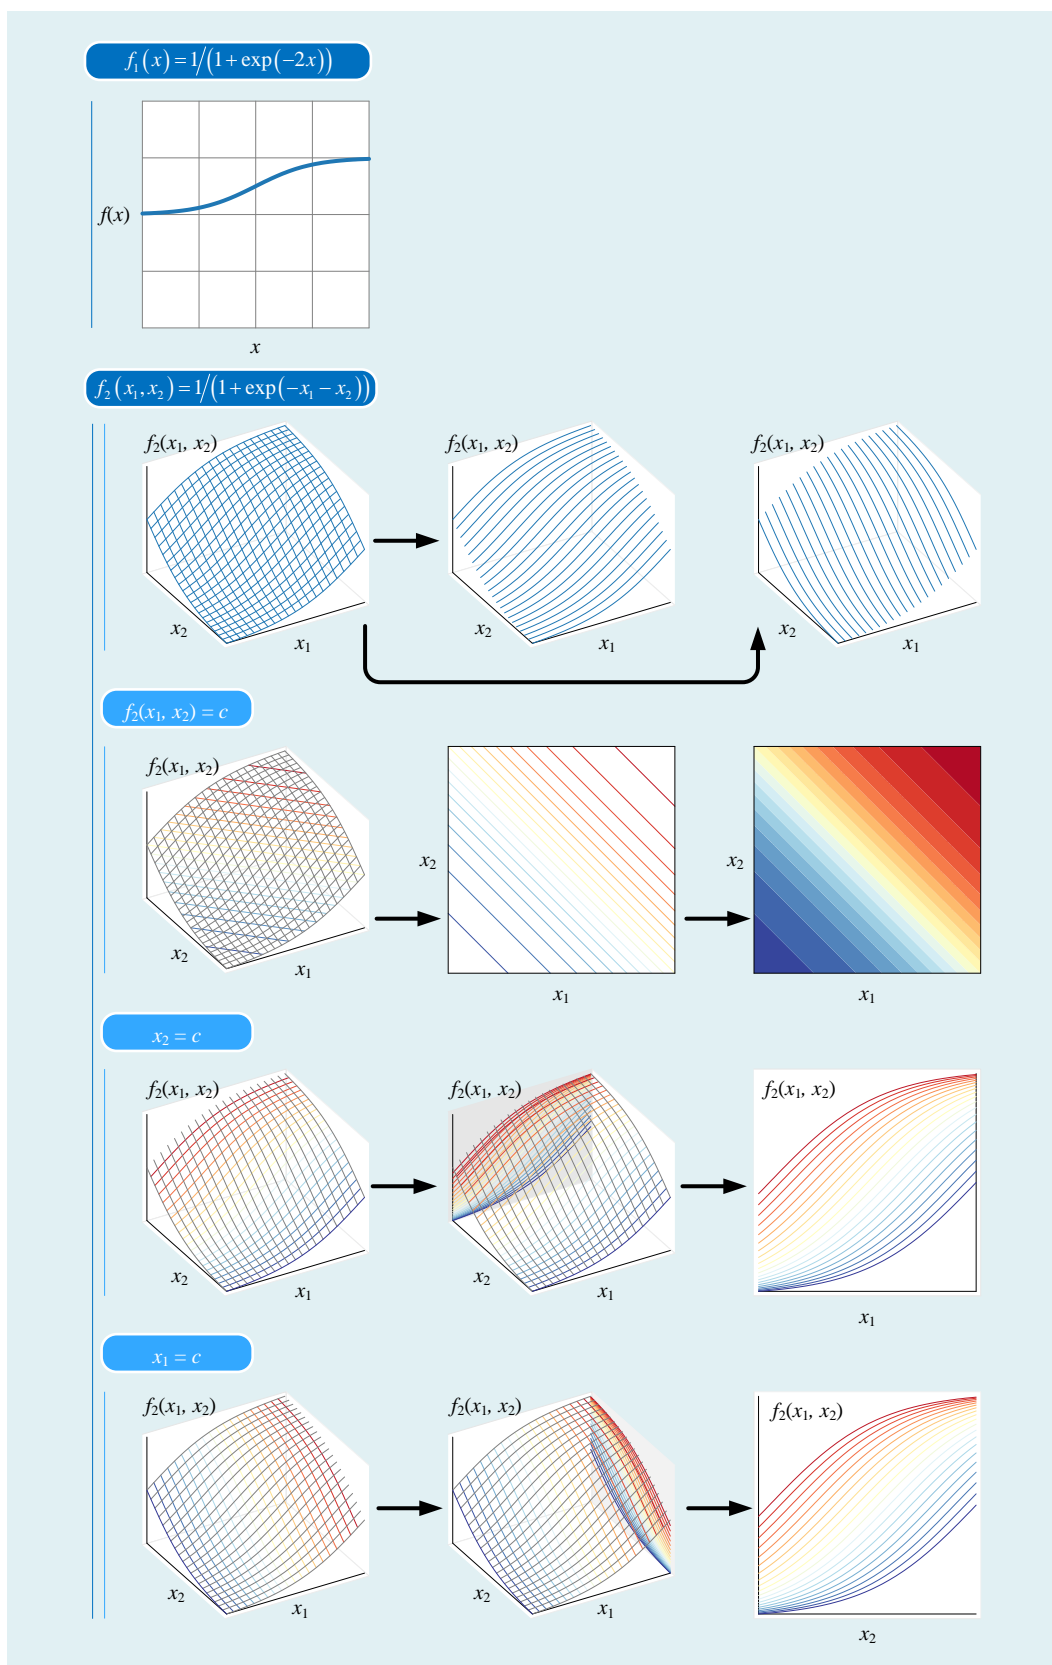 f₁(x) = 1/(1 + exp(−2x))
f(x)
x
f₂(x₁, x₂) = 1/(1 + exp(−x₁ − x₂))
f₂(x₁, x₂) f₂(x₁, x₂) f₂(x₁, x₂)
x₂ x₁ x₂ x₁ x₂ x₁
f₂(x₁, x₂) = c
f₂(x₁, x₂)
x₂ x₂
x₂ x₁
x₁ x₁
x₂ = c
f₂(x₁, x₂) f₂(x₁, x₂) f₂(x₁, x₂)
x₂ x₁ x₂ x₁
x₁
x₁ = c
f₂(x₁, x₂) f₂(x₁, x₂) f₂(x₁, x₂)
x₂ x₁ x₂ x₁
x₂